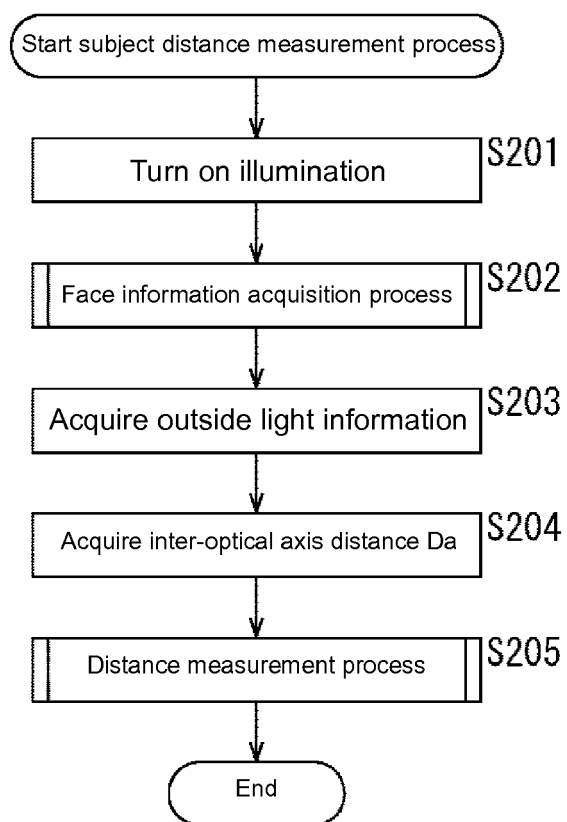 Start subject distance measurement process
S201
Turn on illumination
S202
Face information acquisition process
S203
Acquire outside light information
S204
Acquire inter-optical axis distance Da
S205
Distance measurement process
End